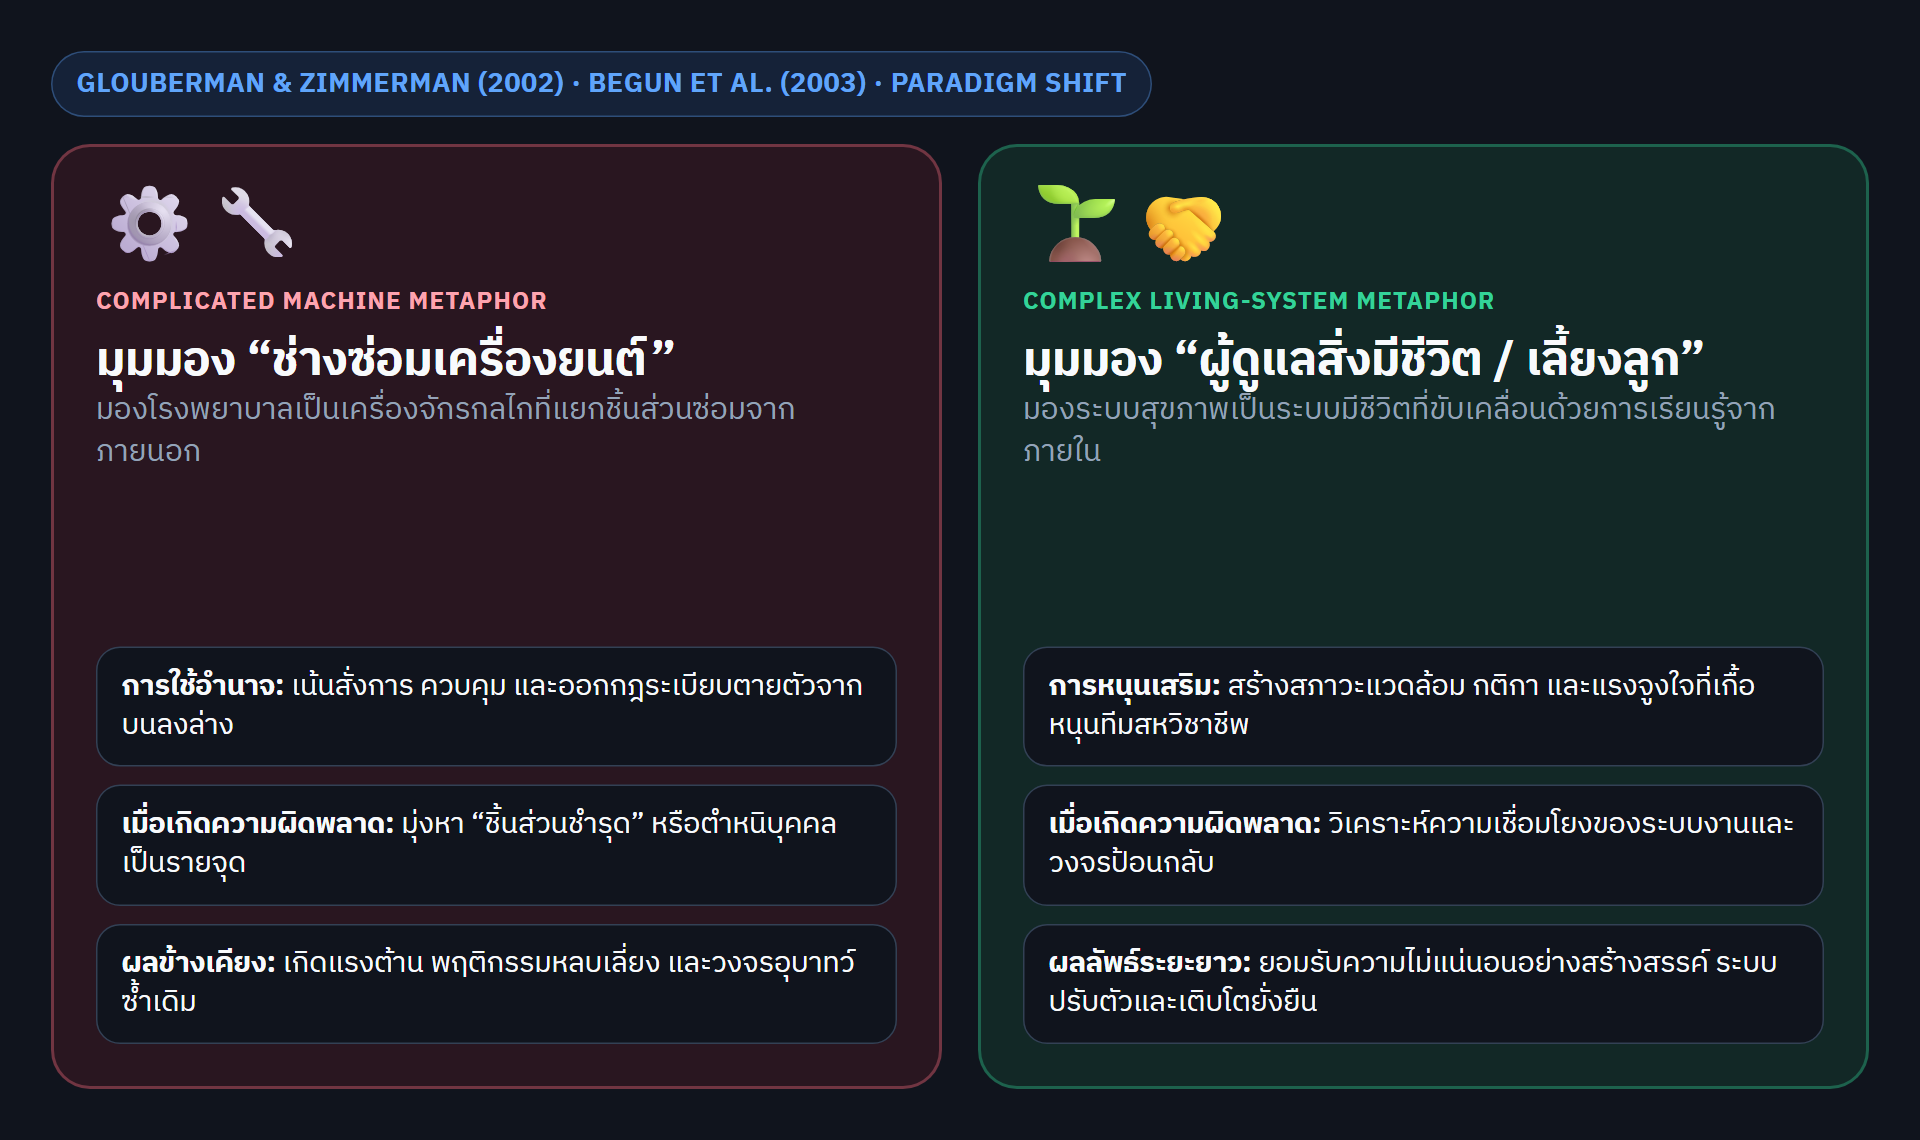 GLOUBERMAN & ZIMMERMAN (2002) · BEGUN ET AL. (2003) · PARADIGM SHIFT
COMPLICATED MACHINE METAPHOR
มุมมอง “ช่างซ่อมเครื่องยนต์”
มองโรงพยาบาลเป็นเครื่องจักรกลไกที่แยกชิ้นส่วนซ่อมจาก
ภายนอก
การใช้อำนาจ: เน้นสั่งการ ควบคุม และออกกฎระเบียบตายตัวจาก
บนลงล่าง
เมื่อเกิดความผิดพลาด: มุ่งหา “ชิ้นส่วนชำรุด” หรือตำหนิบุคคล
เป็นรายจุด
ผลข้างเคียง: เกิดแรงต้าน พฤติกรรมหลบเลี่ยง และวงจรอุบาทว์
ซ้ำเดิม
COMPLEX LIVING-SYSTEM METAPHOR
มุมมอง “ผู้ดูแลสิ่งมีชีวิต / เลี้ยงลูก”
มองระบบสุขภาพเป็นระบบมีชีวิตที่ขับเคลื่อนด้วยการเรียนรู้จาก
ภายใน
การหนุนเสริม: สร้างสภาวะแวดล้อม กติกา และแรงจูงใจที่เกื้อ
หนุนทีมสหวิชาชีพ
เมื่อเกิดความผิดพลาด: วิเคราะห์ความเชื่อมโยงของระบบงานและ
วงจรป้อนกลับ
ผลลัพธ์ระยะยาว: ยอมรับความไม่แน่นอนอย่างสร้างสรรค์ ระบบ
ปรับตัวและเติบโตยั่งยืน